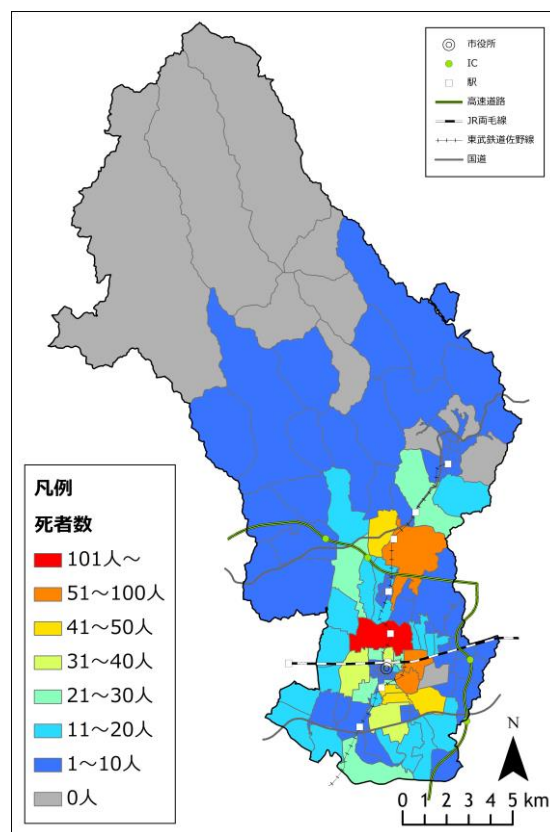 市役所
IC
駅
高速道路
JR両毛線
東武鉄道佐野線
国道
凡例
死者数
101人～
51～100人
41～50人
31～40人
21～30人
11～20人
1～10人
0人
N
0 1 2 3 4 5 km